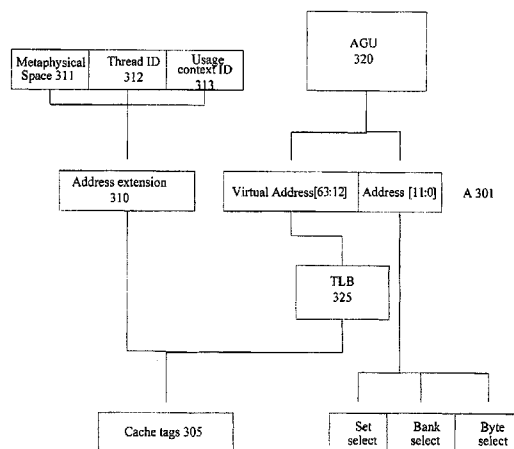 AGU
320
Metaphysical
Space 311
Thread ID
312
Usage
context ID
313
Address extension
310
Virtual Address[63:12]
Address [11:0]
A 301
TLB
325
Cache tags 305
Set
select
Bank
select
Byte
select